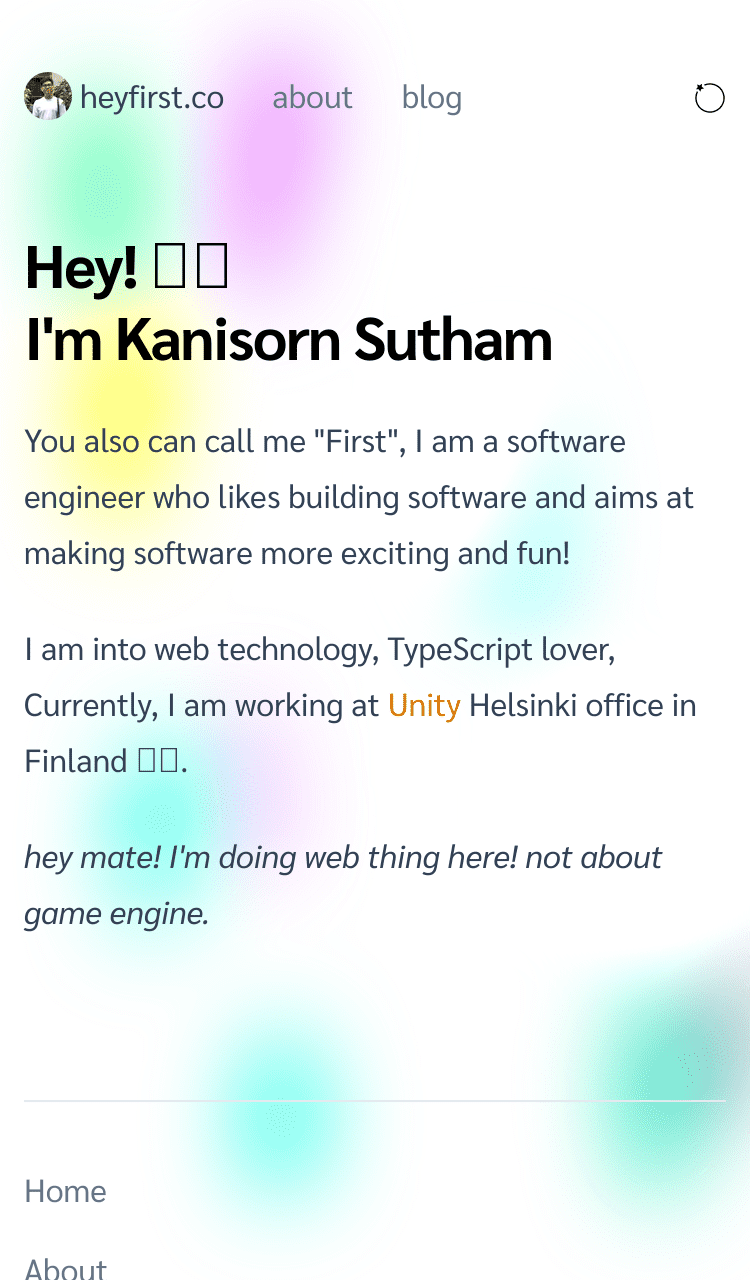 heyfirst.co about blog
Hey! 
I'm Kanisorn Sutham
You also can call me "First", I am a software
engineer who likes building software and aims at
making software more exciting and fun!
I am into web technology, TypeScript lover,
Currently, I am working at Unity Helsinki office in
Finland .
hey mate! I'm doing web thing here! not about
game engine.
Home
About